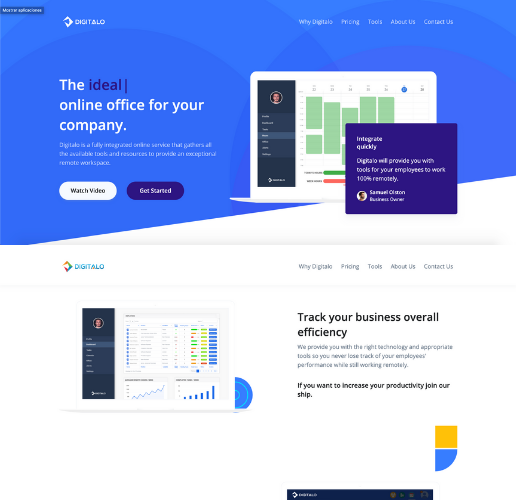 Mostrar aplicaciones
DIGITALO
Why Digitalo Pricing Tools About Us Contact Us
The ideal|
online office for your
company.
Digitalo is a fully integrated online service that gathers all
the available tools and resources to provide an exceptional
remote workspace.
Watch Video Get Started
Integrate
quickly
Digitalo will provide you with
tools for your employees to work
100% remotely.
Samuel Olston
Business Owner
DIGITALO
DIGITALO
Why Digitalo Pricing Tools About Us Contact Us
Track your business overall
efficiency
We provide you with the right technology and appropriate
tools so you never lose track of your employees'
performance while still working remotely.
If you want to increase your productivity join our
ship.
DIGITALO
DIGITALO